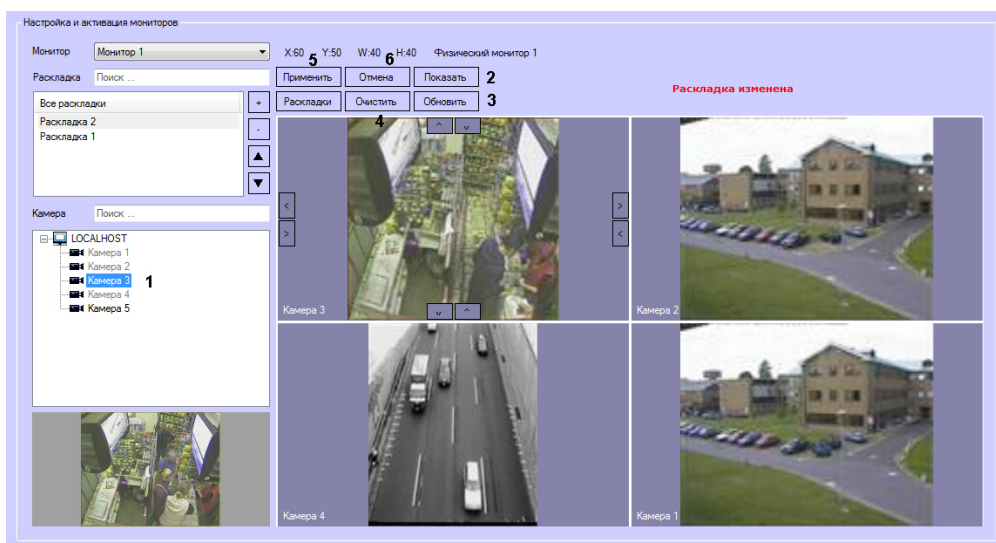 Настройка и активация мониторов
Монитор Монитор 1 X:60 Y:50 W:40 H:40 Физический монитор 1
5 6
Раскладка Поиск ... Применить Отмена Показать 2
Раскладка изменена
Все раскладки + Раскладки Очистить Обновить 3
4
Раскладка 2
Раскладка 1 -
▲
▼
^ v
< >
> <
v ^
Камера Поиск ...
LOCALHOST
Камера 1
Камера 2
Камера 3 1
Камера 4
Камера 5
Камера 3 Камера 2
Камера 4 Камера 1